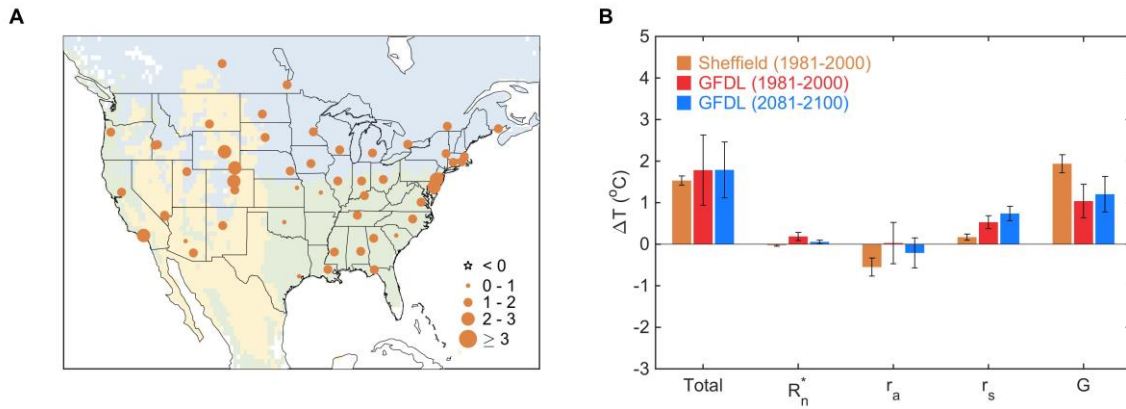 A
< 0
0 - 1
1 - 2
2 - 3
≥ 3
B
ΔT (°C)
5
4
3
2
1
0
-1
-2
-3
Sheffield (1981-2000)
GFDL (1981-2000)
GFDL (2081-2100)
Total R*n ra rs G